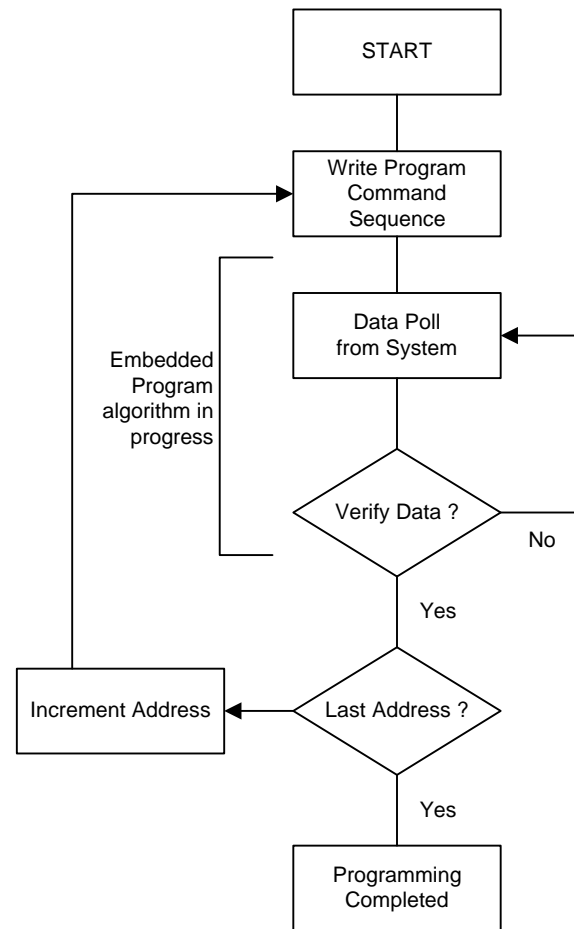 START
Write Program
Command
Sequence
Data Poll
from System
Embedded
Program
algorithm in
progress
Verify Data ?
No
Yes
Increment Address
Last Address ?
Yes
Programming
Completed